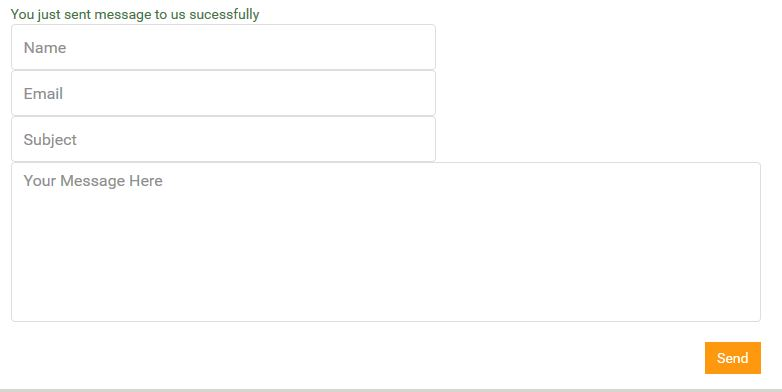 You just sent message to us sucessfully
Name
Email
Subject
Your Message Here
Send